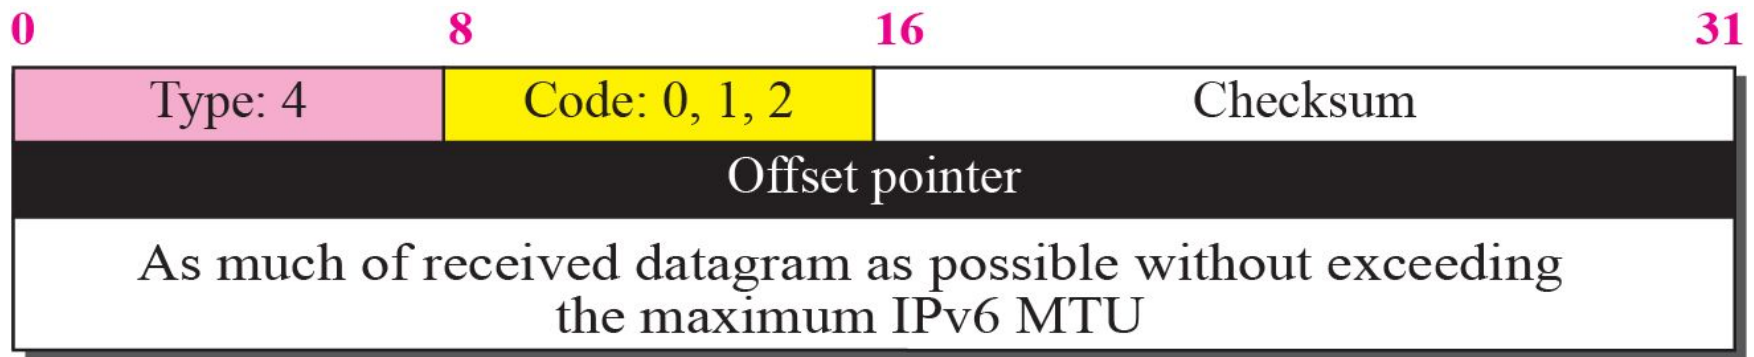 0 8 16 31
Type: 4 Code: 0, 1, 2 Checksum
Offset pointer
As much of received datagram as possible without exceeding
the maximum IPv6 MTU